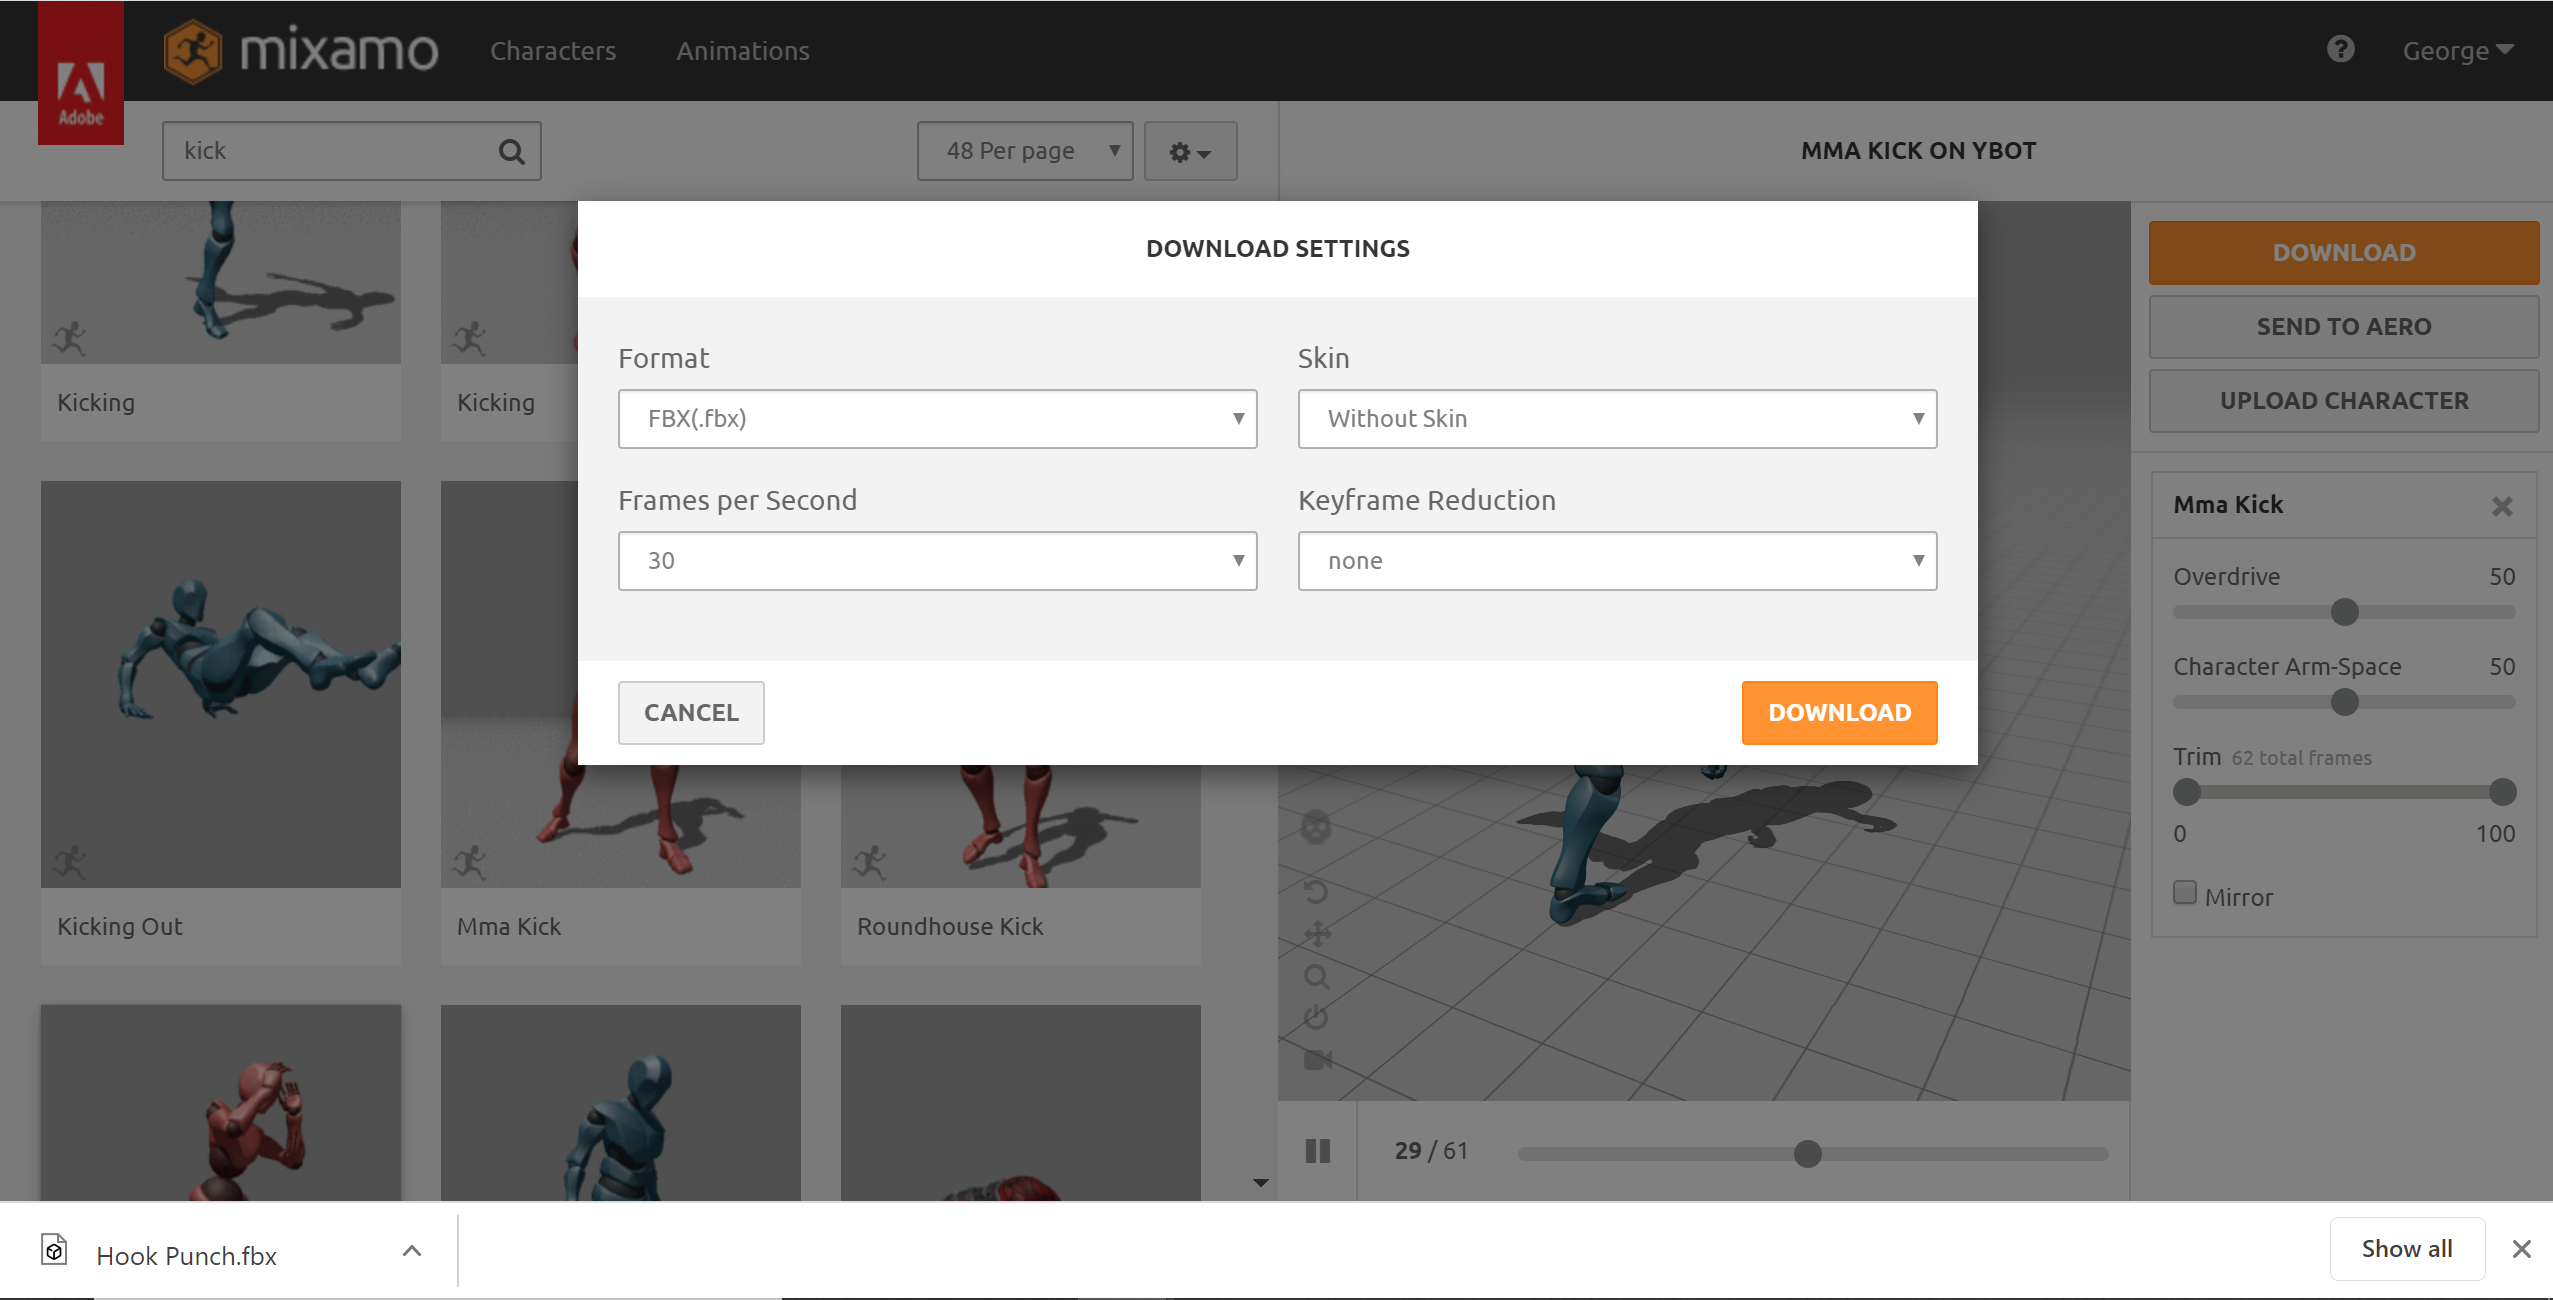 Adobe
mixamo
Characters
Animations
George
kick
48 Per page
MMA KICK ON YBOT
DOWNLOAD SETTINGS
Format
FBX(.fbx)
Skin
Without Skin
Frames per Second
30
Keyframe Reduction
none
CANCEL
DOWNLOAD
Kicking
Kicking
Kicking Out
Mma Kick
Roundhouse Kick
DOWNLOAD
SEND TO AERO
UPLOAD CHARACTER
Mma Kick
Overdrive 50
Character Arm-Space 50
Trim 62 total frames
0 100
Mirror
29 / 61
Hook Punch.fbx
Show all